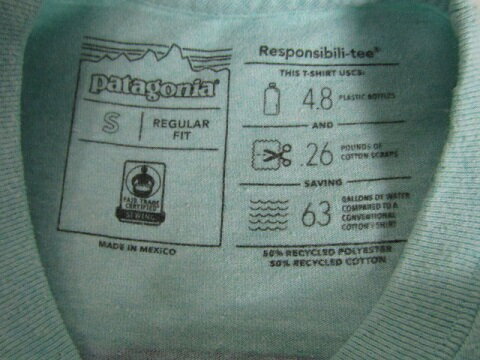 patagonia®
S
REGULAR
FIT
FAIR TRADE
CERTIFIED
SEWING
MADE IN MEXICO
Responsibili-tee®
THIS T-SHIRT USES:
4.8 PLASTIC BOTTLES
AND
.26 POUNDS OF
COTTON SCRAPS
SAVING
63 GALLONS OF WATER
COMPARED TO A
CONVENTIONAL
COTTON T-SHIRT
50% RECYCLED POLYESTER
50% RECYCLED COTTON